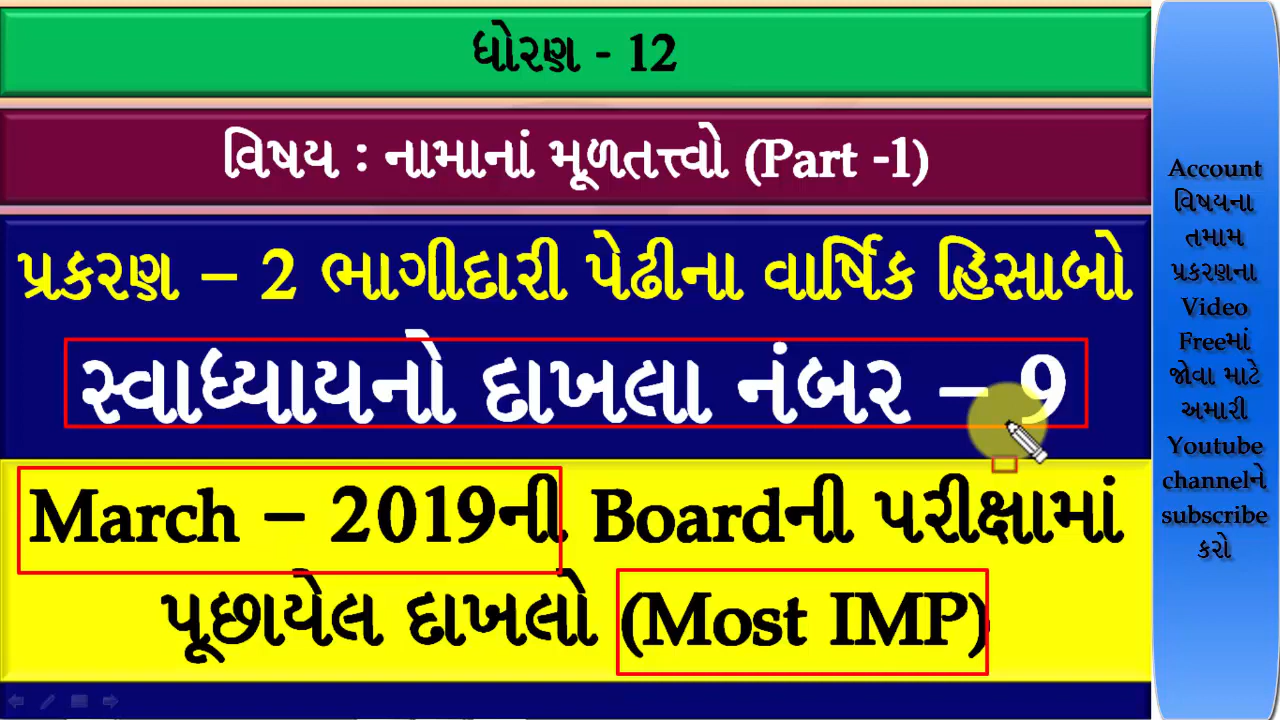 ધોરણ - 12
વિષય : નામાનાં મૂળતત્ત્વો (Part -1)
પ્રકરણ – 2 ભાગીદારી પેઢીના વાર્ષિક હિસાબો
સ્વાધ્યાયનો દાખલા નંબર – 9
March – 2019ની Boardની પરીક્ષામાં
પૂછાયેલ દાખલો (Most IMP)
Account
વિષયના
તમામ
પ્રકરણના
Video
Freeમાં
જોવા માટે
અમારી
Youtube
channelને
subscribe
કરો